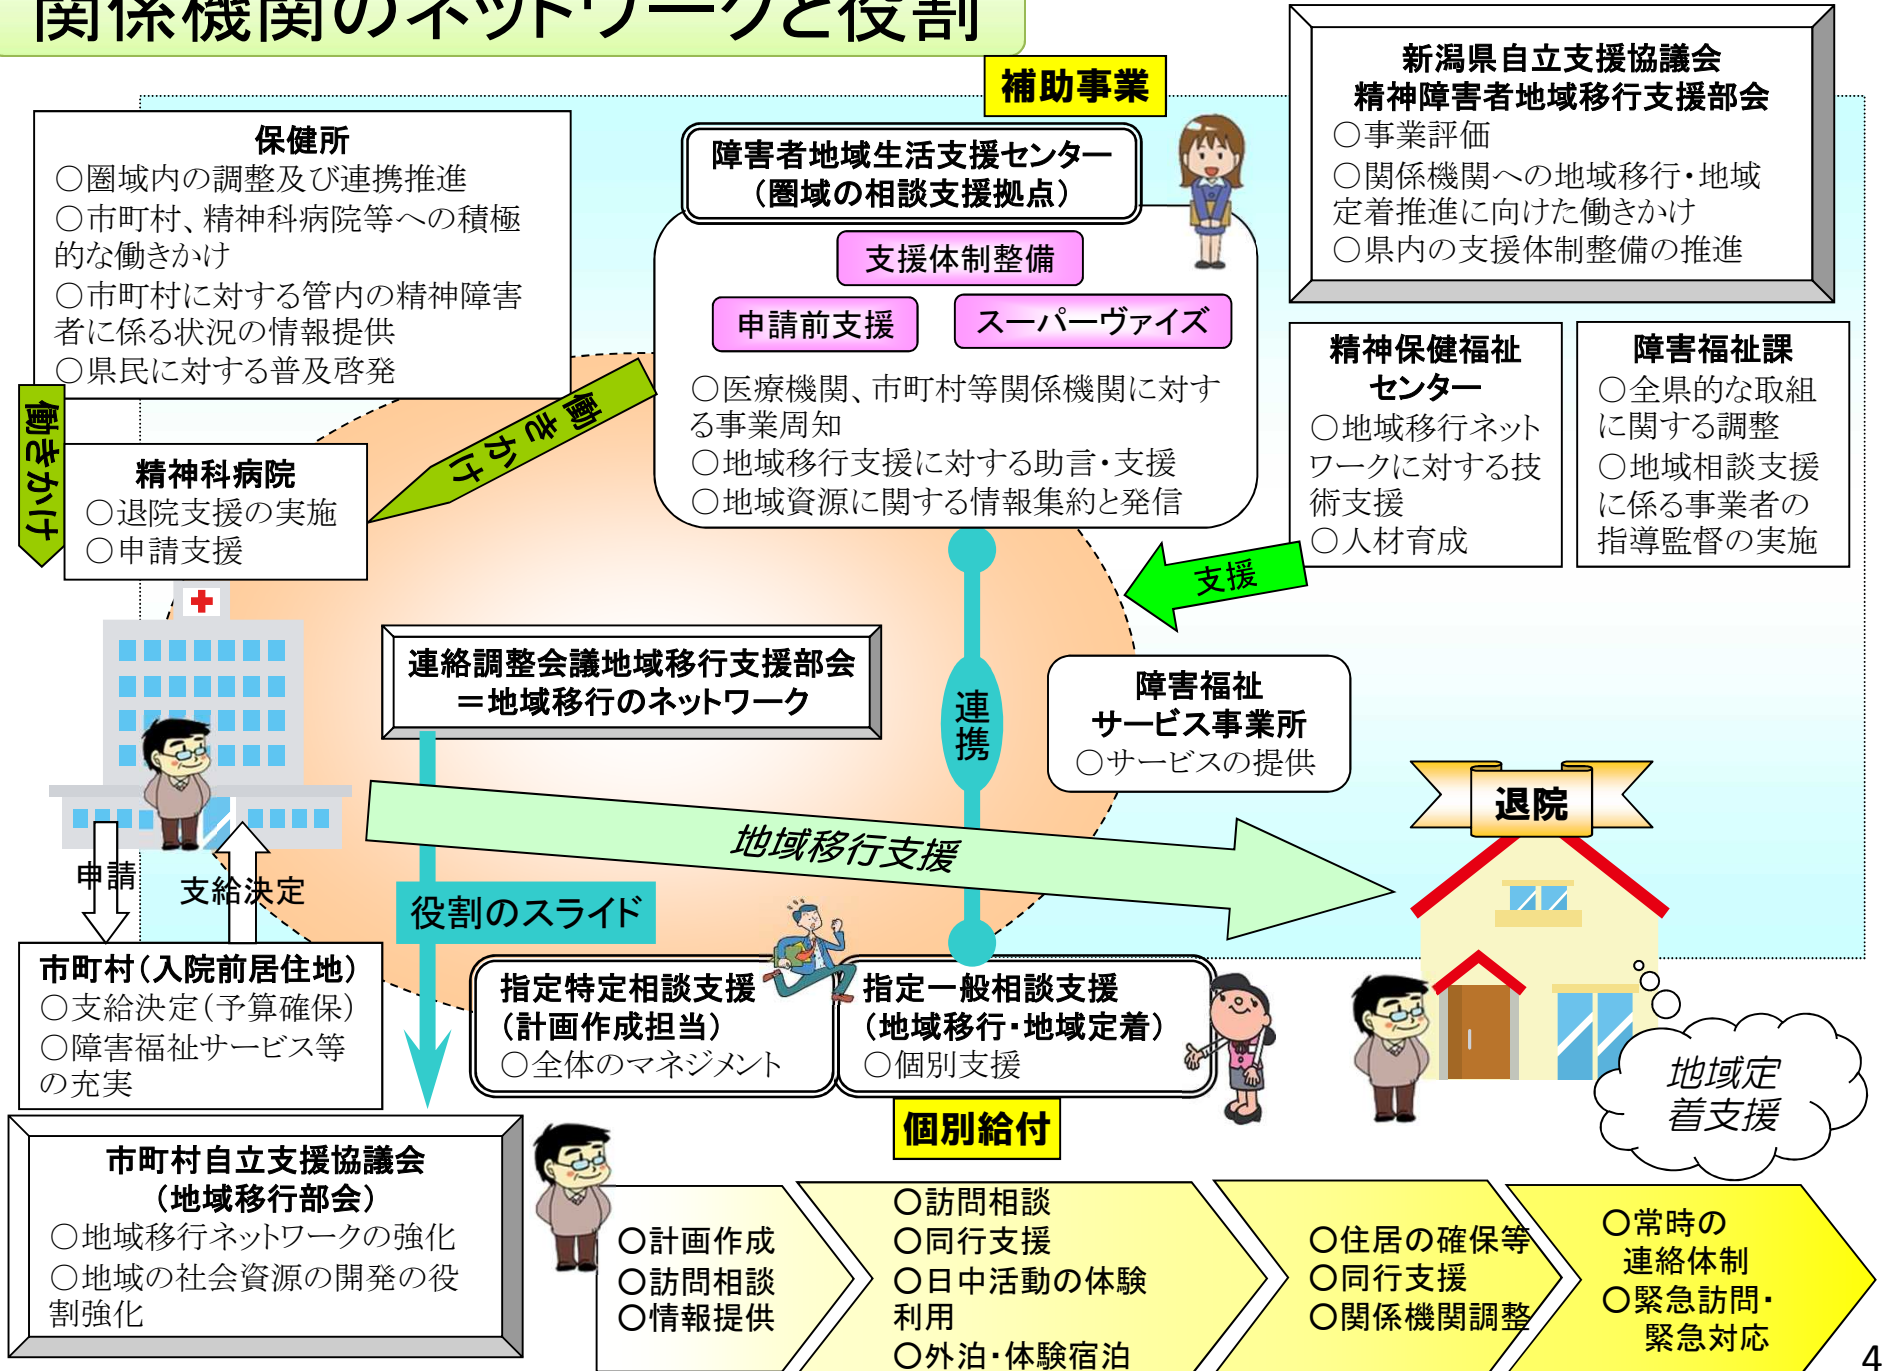 関係機関のネットワークと役割
補助事業
新潟県自立支援協議会
精神障害者地域移行支援部会
○事業評価
○関係機関への地域移行・地域
定着推進に向けた働きかけ
○県内の支援体制整備の推進
保健所
○圏域内の調整及び連携推進
○市町村、精神科病院等への積極
的な働きかけ
○市町村に対する管内の精神障害
者に係る状況の情報提供
○県民に対する普及啓発
障害者地域生活支援センター
（圏域の相談支援拠点）
支援体制整備
申請前支援
スーパーヴァイズ
○医療機関、市町村等関係機関に対す
る事業周知
○地域移行支援に対する助言・支援
○地域資源に関する情報集約と発信
精神保健福祉
センター
○地域移行ネット
ワークに対する技
術支援
○人材育成
障害福祉課
○全県的な取組
に関する調整
○地域相談支援
に係る事業者の
指導監督の実施
働きかけ
働きかけ
精神科病院
○退院支援の実施
○申請支援
支援
連絡調整会議地域移行支援部会
＝地域移行のネットワーク
連携
障害福祉
サービス事業所
○サービスの提供
退院
地域移行支援
申請
支給決定
役割のスライド
市町村（入院前居住地）
○支給決定（予算確保）
○障害福祉サービス等
の充実
指定特定相談支援
（計画作成担当）
○全体のマネジメント
指定一般相談支援
（地域移行・地域定着）
○個別支援
地域定
着支援
個別給付
市町村自立支援協議会
（地域移行部会）
○地域移行ネットワークの強化
○地域の社会資源の開発の役
割強化
○計画作成
○訪問相談
○情報提供
○訪問相談
○同行支援
○日中活動の体験
利用
○外泊・体験宿泊
○住居の確保等
○同行支援
○関係機関調整
○常時の
連絡体制
○緊急訪問・
緊急対応
4